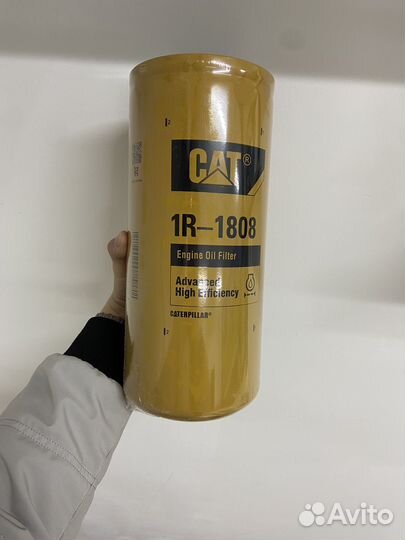 CAT®
1R-1808
Engine Oil Filter
Advanced
High Efficiency
CATERPILLAR®
Avito